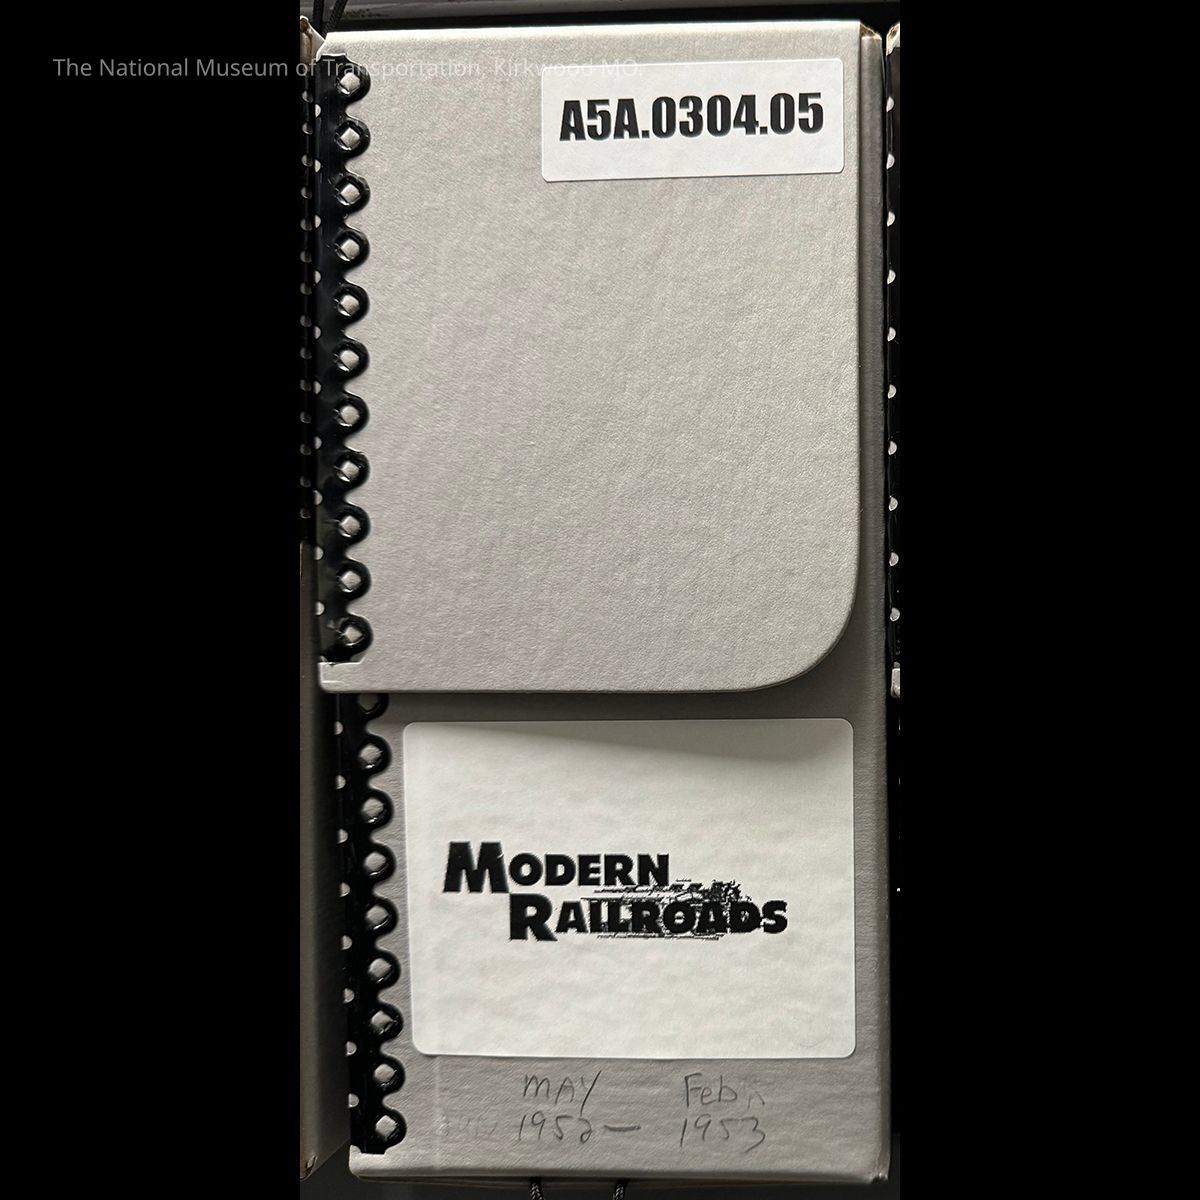 The National Museum of Transportation, Kirkwood MO.
A5A.0304.05
MODERN
RAILROADS
MAY Feb
1952 — 1953